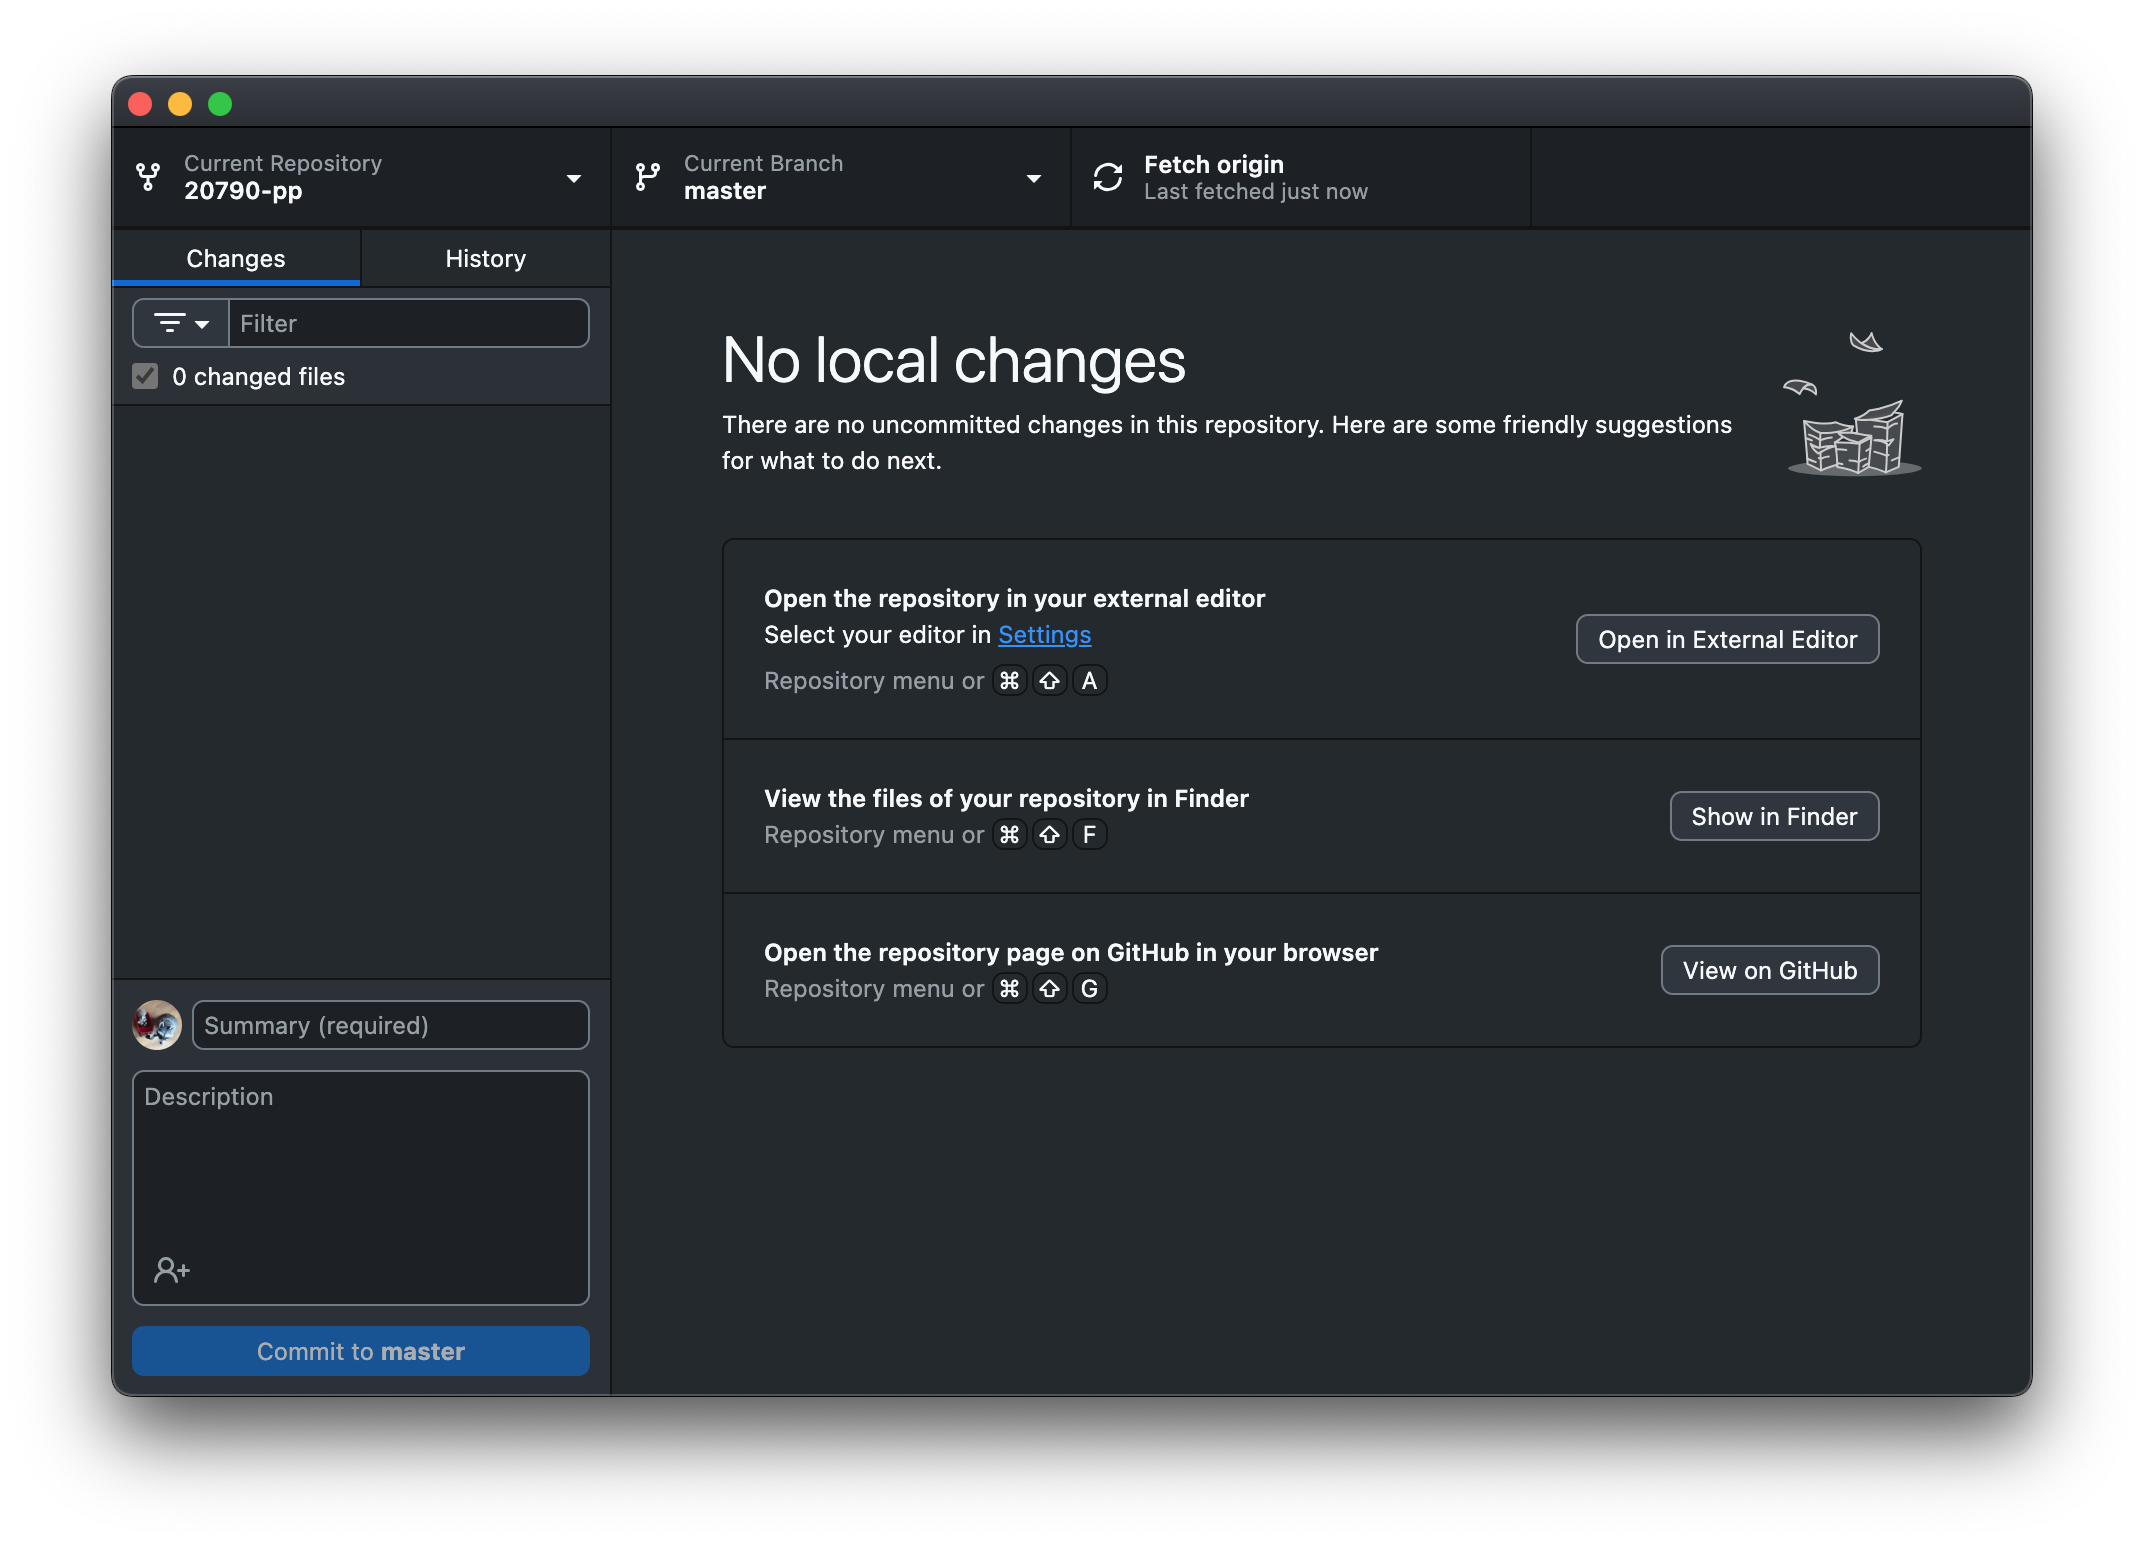 Current Repository
20790-pp
Current Branch
master
Fetch origin
Last fetched just now
Changes
History
Filter
0 changed files
No local changes
There are no uncommitted changes in this repository. Here are some friendly suggestions
for what to do next.
Open the repository in your external editor
Select your editor in Settings
Repository menu or ⌘ ⇧ A
Open in External Editor
View the files of your repository in Finder
Repository menu or ⌘ ⇧ F
Show in Finder
Open the repository page on GitHub in your browser
Repository menu or ⌘ ⇧ G
View on GitHub
Summary (required)
Description
Commit to master